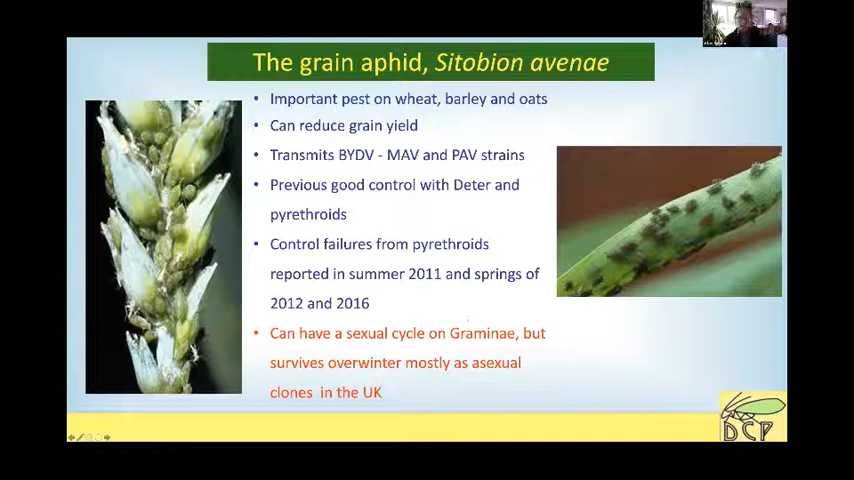 The grain aphid, Sitobion avenae
Important pest on wheat, barley and oats
Can reduce grain yield
Transmits BYDV - MAV and PAV strains
Previous good control with Deter and
pyrethroids
Control failures from pyrethroids
reported in summer 2011 and springs of
2012 and 2016
Can have a sexual cycle on Graminae, but
survives overwinter mostly as asexual
clones in the UK
DCP